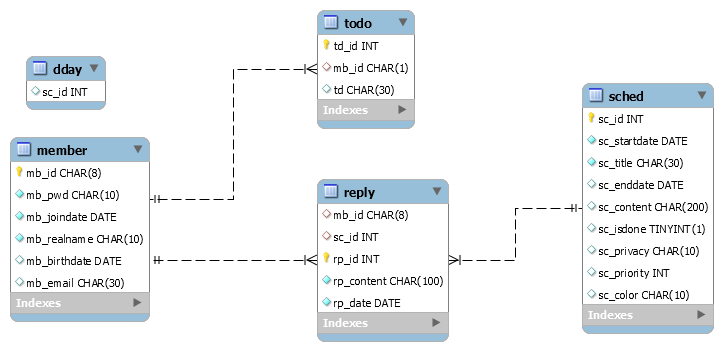 dday
sc_id INT
member
mb_id CHAR(8)
mb_pwd CHAR(10)
mb_joindate DATE
mb_realname CHAR(10)
mb_birthdate DATE
mb_email CHAR(30)
Indexes
todo
td_id INT
mb_id CHAR(1)
td CHAR(30)
Indexes
reply
mb_id CHAR(8)
sc_id INT
rp_id INT
rp_content CHAR(100)
rp_date DATE
Indexes
sched
sc_id INT
sc_startdate DATE
sc_title CHAR(30)
sc_enddate DATE
sc_content CHAR(200)
sc_isdone TINYINT(1)
sc_privacy CHAR(10)
sc_priority INT
sc_color CHAR(10)
Indexes